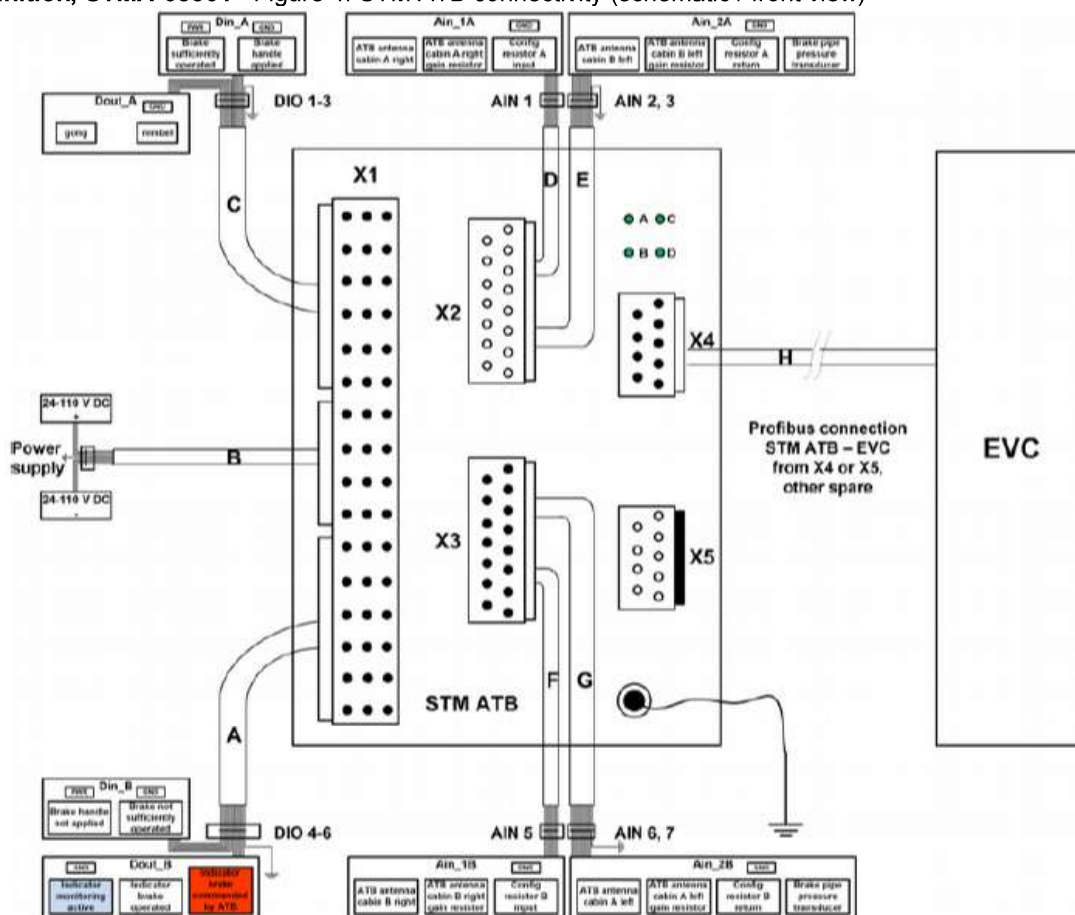 Figure 4: STM ATB connectivity (schematic / front view)
Din_A
PWR GND
Brake
sufficiently
operated
Brake
handle
applied
Ain_1A
GND
ATB antenna
cabin A right
ATB antenna
cabin A right
gain resistor
Config
resistor A
input
Ain_2A
GND
ATB antenna
cabin B left
ATB antenna
cabin B left
gain resistor
Config
resistor A
return
Brake pipe
pressure
transducer
Dout_A
GND
gong
DIO 1-3
AIN 1
AIN 2, 3
X1
C
D
E
A C
B D
X2
X4
H
24-110 V DC
+
Power
supply
24-110 V DC
-
B
Profibus connection
STM ATB – EVC
from X4 or X5,
other spare
EVC
X3
X5
F
G
STM ATB
A
Din_B
PWR GND
Brake handle
not applied
Brake not
sufficiently
operated
DIO 4-6
AIN 5
AIN 6, 7
Dout_B
GND
Indicator
monitoring
active
Indicator
brake
operated
Indicator
brake
commanded
by ATB
Ain_1B
GND
ATB antenna
cabin B right
ATB antenna
cabin B right
gain resistor
Config
resistor B
input
Ain_2B
GND
ATB antenna
cabin A left
ATB antenna
cabin A left
gain resistor
Config
resistor B
return
Brake pipe
pressure
transducer